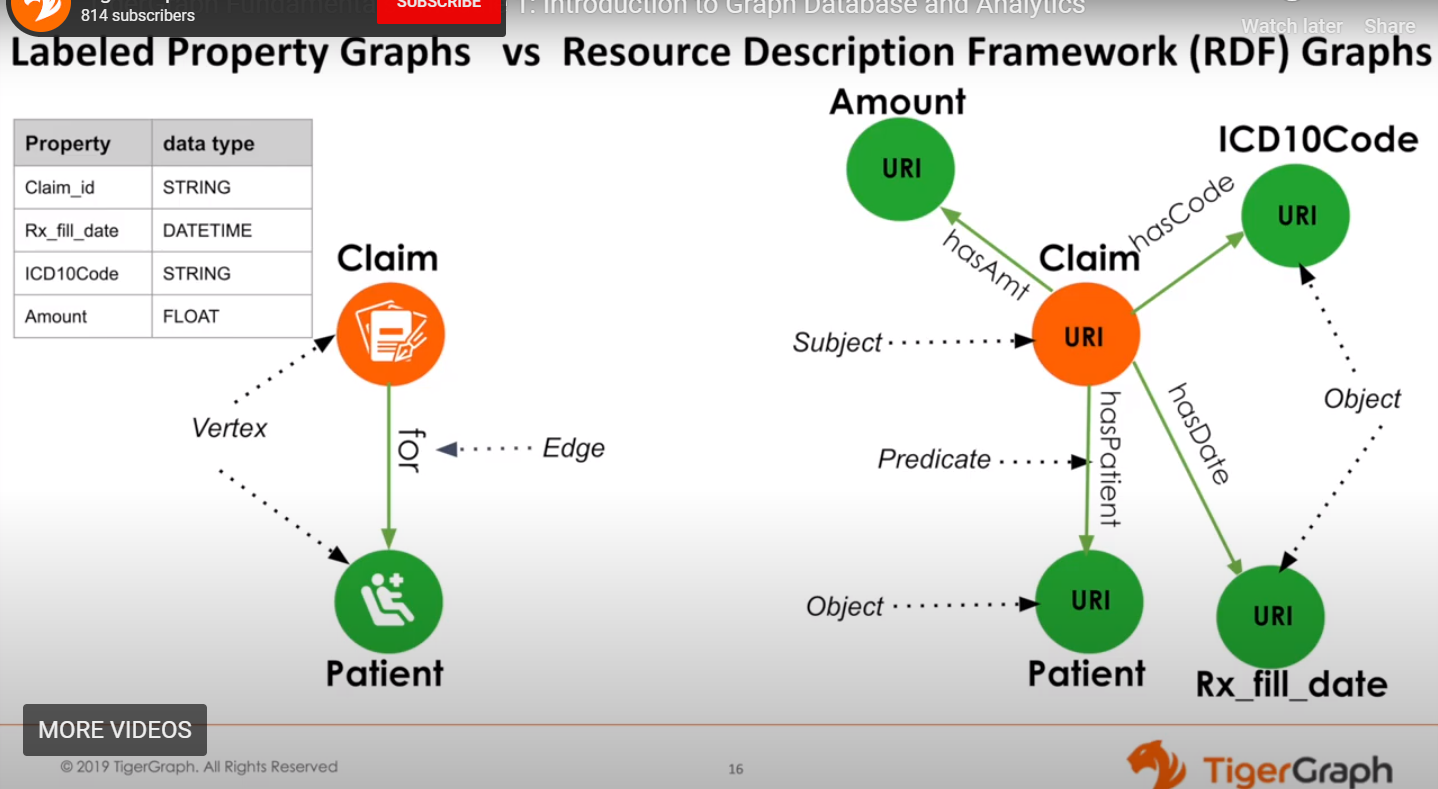 814 subscribers
SUBSCRIBE
1: Introduction to Graph Database and Analytics
Watch later Share
Labeled Property Graphs vs Resource Description Framework (RDF) Graphs
Property data type
Claim_id STRING
Rx_fill_date DATETIME
ICD10Code STRING
Amount FLOAT
Claim
Vertex
for
Edge
Patient
Amount
URI
ICD10Code
URI
hasAmt
hasCode
Claim
URI
Subject
Object
Predicate
hasPatient
hasDate
Object
URI
Patient
URI
Rx_fill_date
MORE VIDEOS
© 2019 TigerGraph. All Rights Reserved
16
TigerGraph